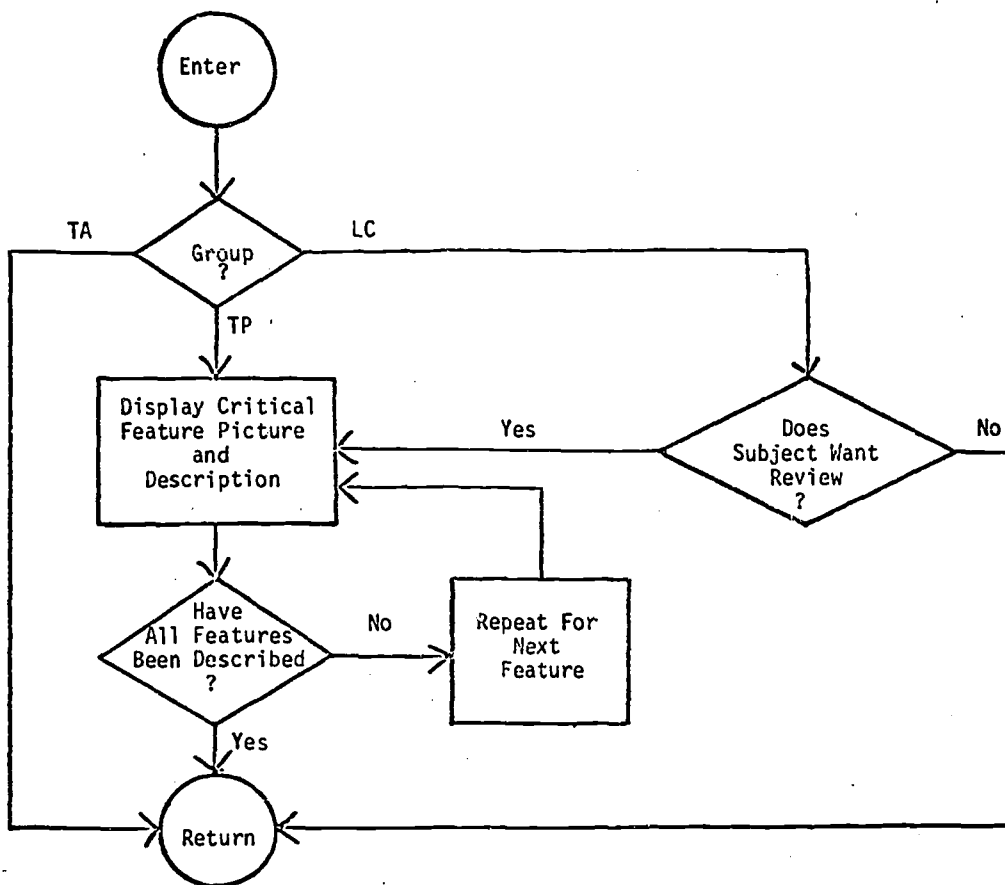 Enter
TA
LC
Group
?
TP
Display Critical
Feature Picture
and
Description
Yes
Does
Subject Want
Review
?
No
Have
All Features
Been Described
?
No
Repeat For
Next
Feature
Yes
Return